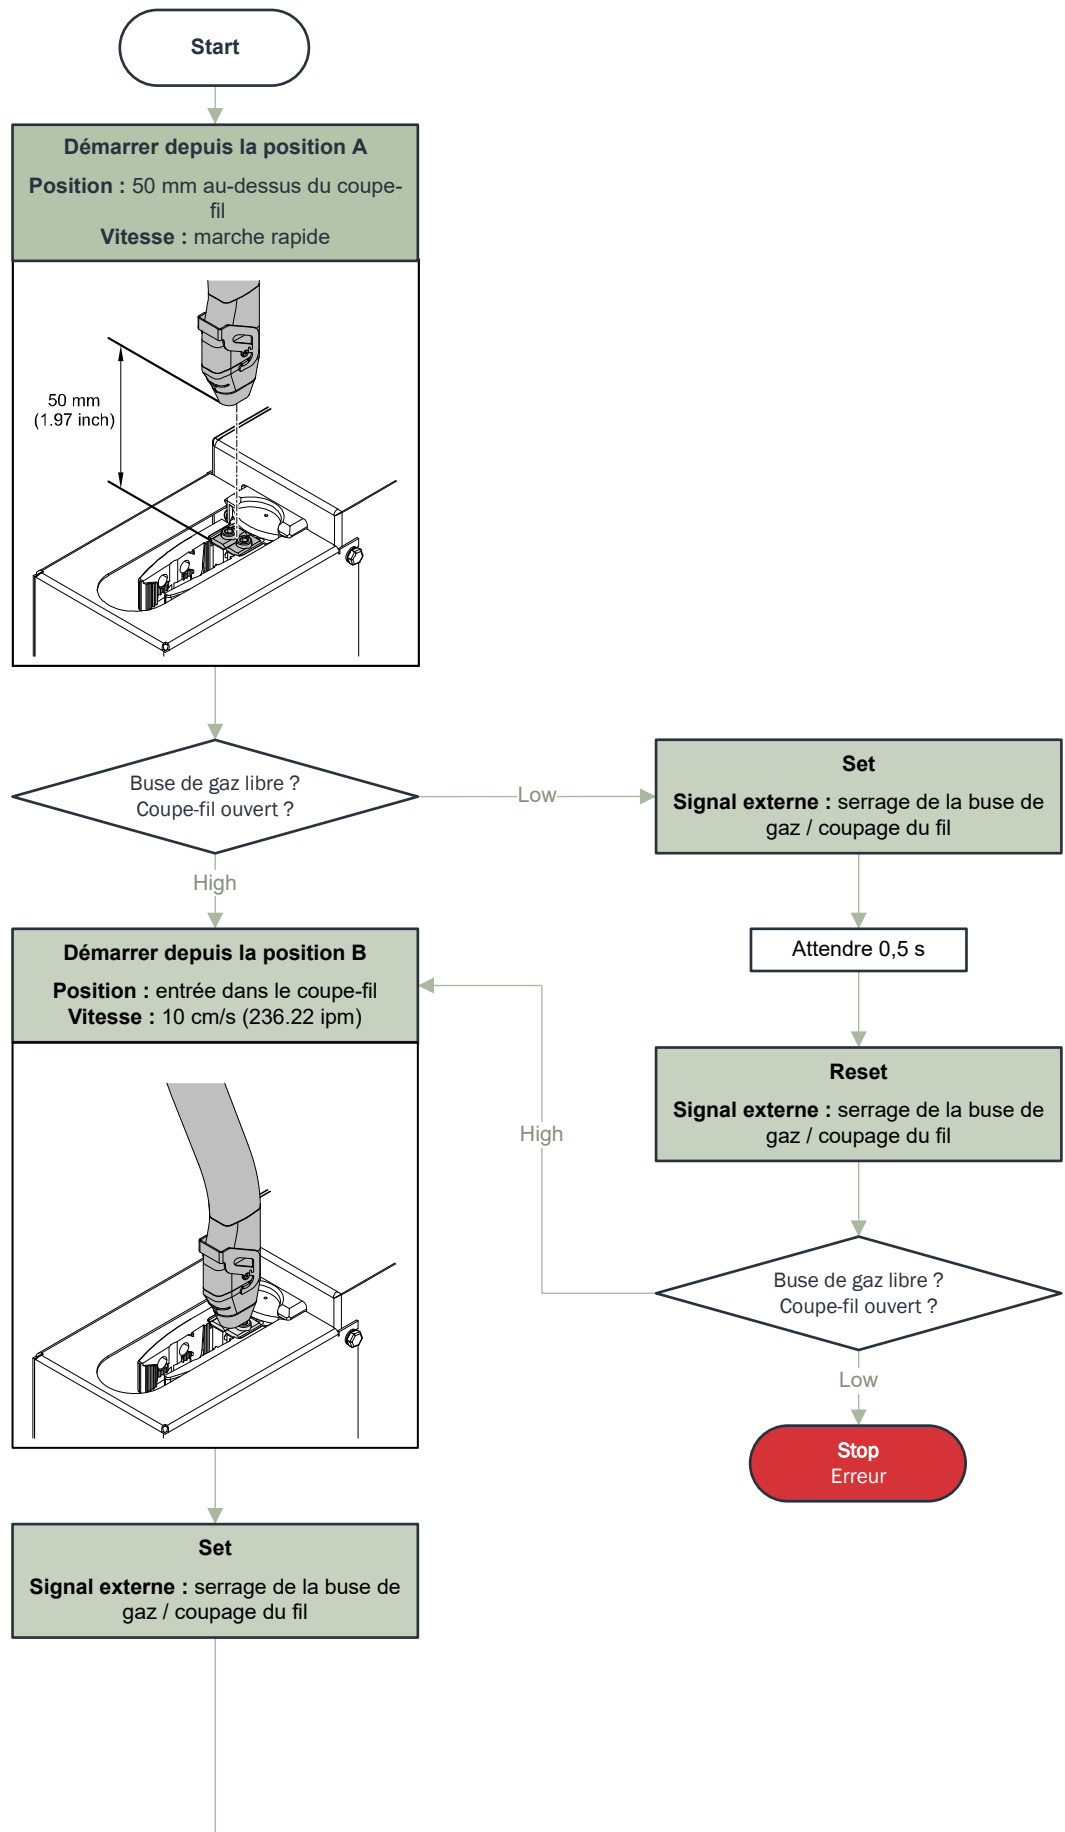 Start
Démarrer depuis la position A
Position : 50 mm au-dessus du coupe-
fil
Vitesse : marche rapide
50 mm
(1.97 inch)
Buse de gaz libre ?
Coupe-fil ouvert ?
Low
Set
Signal externe : serrage de la buse de
gaz / coupage du fil
High
Démarrer depuis la position B
Position : entrée dans le coupe-fil
Vitesse : 10 cm/s (236.22 ipm)
Attendre 0,5 s
Reset
Signal externe : serrage de la buse de
gaz / coupage du fil
High
Buse de gaz libre ?
Coupe-fil ouvert ?
Low
Stop
Erreur
Set
Signal externe : serrage de la buse de
gaz / coupage du fil